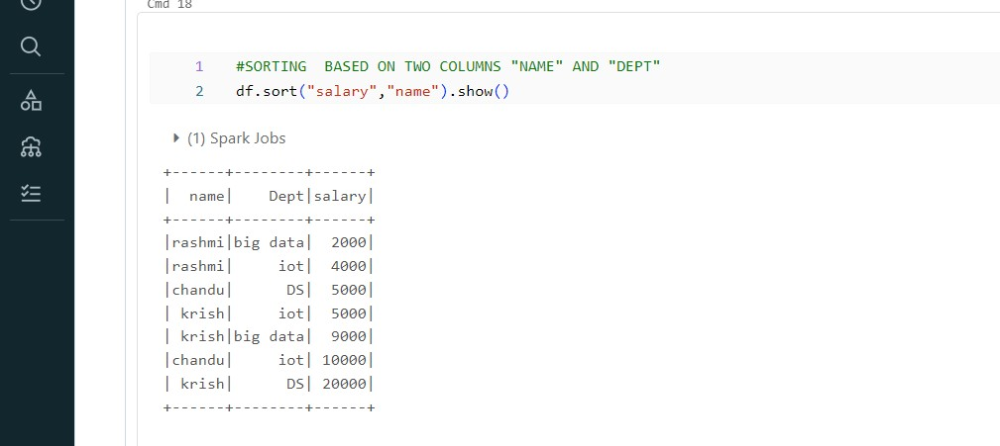 Cmd 18
1 #SORTING  BASED ON TWO COLUMNS "NAME" AND "DEPT"
2 df.sort("salary","name").show()
(1) Spark Jobs
+------+--------+------+
|  name|    Dept|salary|
+------+--------+------+
|rashmi|big data|  2000|
|rashmi|     iot|  4000|
|chandu|      DS|  5000|
| krish|     iot|  5000|
| krish|big data|  9000|
|chandu|     iot| 10000|
| krish|      DS| 20000|
+------+--------+------+